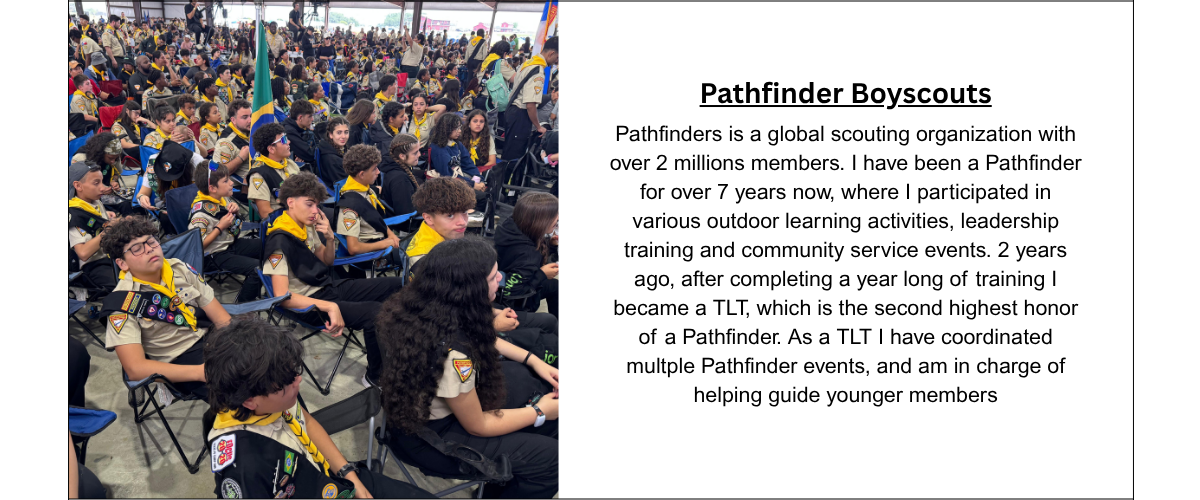 Pathfinder Boyscouts
Pathfinders is a global scouting organization with
over 2 millions members. I have been a Pathfinder
for over 7 years now, where I participated in
various outdoor learning activities, leadership
training and community service events. 2 years
ago, after completing a year long of training I
became a TLT, which is the second highest honor
of a Pathfinder. As a TLT I have coordinated
multple Pathfinder events, and am in charge of
helping guide younger members